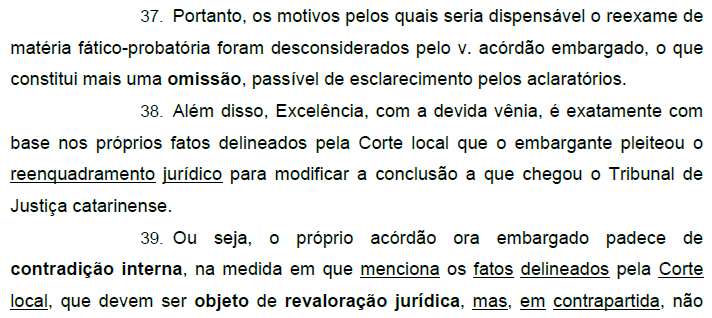 37. Portanto, os motivos pelos quais seria dispensável o reexame de
matéria fático-probatória foram desconsiderados pelo v. acórdão embargado, o que
constitui mais uma omissão, passível de esclarecimento pelos aclaratórios.
38. Além disso, Excelência, com a devida vênia, é exatamente com
base nos próprios fatos delineados pela Corte local que o embargante pleiteou o
reenquadramento jurídico para modificar a conclusão a que chegou o Tribunal de
Justiça catarinense.
39. Ou seja, o próprio acórdão ora embargado padece de
contradição interna, na medida em que menciona os fatos delineados pela Corte
local, que devem ser objeto de revaloração jurídica, mas, em contrapartida, não